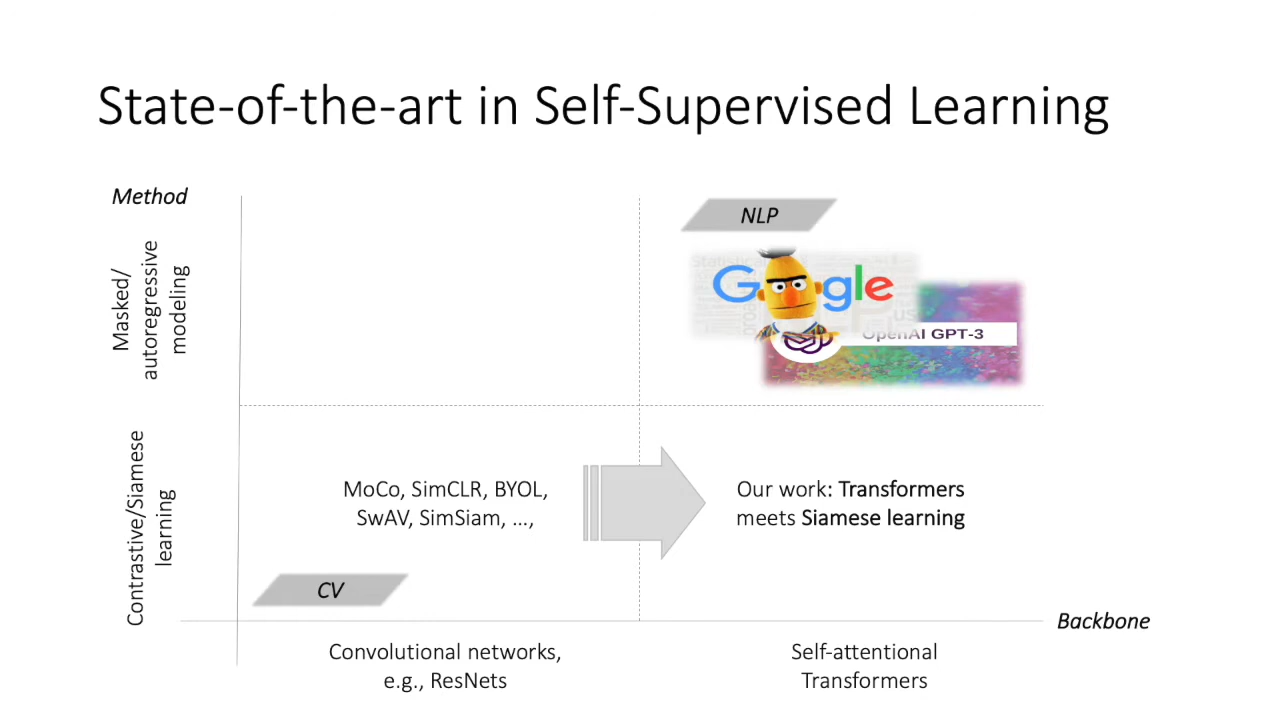 State-of-the-art in Self-Supervised Learning
Method
Masked/
autoregressive
modeling
NLP
Google
OpenAI GPT-3
MoCo, SimCLR, BYOL,
SwAV, SimSiam, ...,
Our work: Transformers
meets Siamese learning
Contrastive/Siamese
learning
CV
Backbone
Convolutional networks,
e.g., ResNets
Self-attentional
Transformers